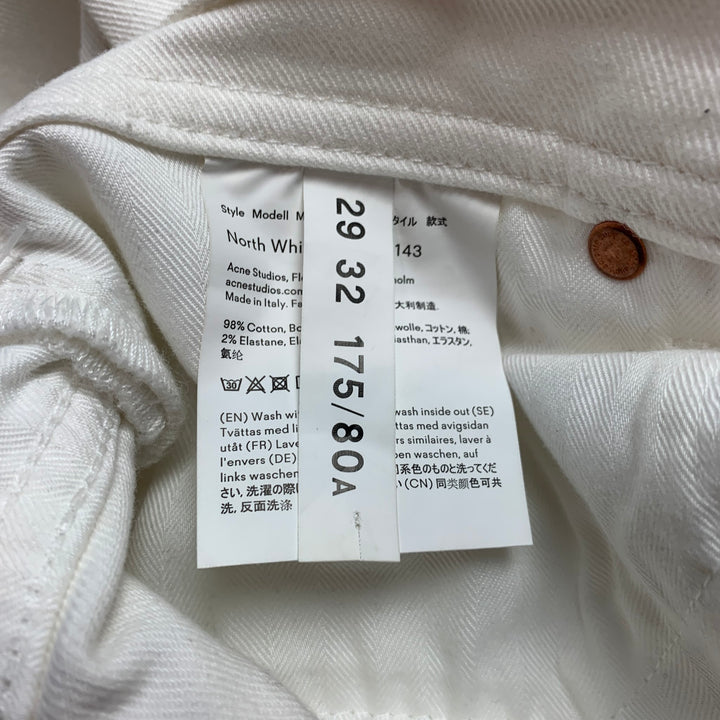 Style Modell M タイル 款式
North Whi 143
Acne Studios, Fl holm
acnestudios.com
Made in Italy. Fa 大利制造.
98% Cotton, Bo wolle, コットン, 棉;
2% Elastane, El asthan, エラスタン,
氨纶
30
(EN) Wash wi wash inside out (SE)
Tvättas med li ttas med avigsidan
utåt (FR) Lave rs similaires, laver à
l'envers (DE) ben waschen, auf
links waschen 同系色のものと洗ってくだ
さい, 洗濯の際 い (CN) 同类颜色可共
洗, 反面洗涤
29 32 175/80A